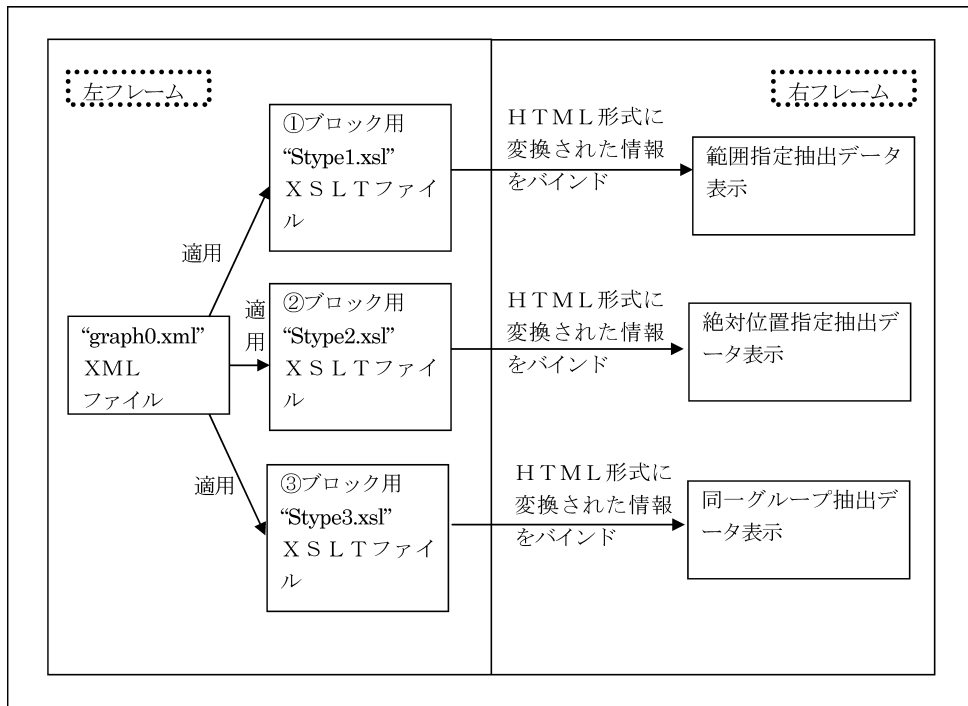 左フレーム
右フレーム
①ブロック用
“Stype1.xsl”
ＸＳＬＴファイ
ル
ＨＴＭＬ形式に
変換された情報
をバインド
範囲指定抽出データ
表示
適用
“graph0.xml”
XML
ファイル
適
用
②ブロック用
“Stype2.xsl”
ＸＳＬＴファイ
ル
ＨＴＭＬ形式に
変換された情報
をバインド
絶対位置指定抽出デ
ータ表示
適用
③ブロック用
“Stype3.xsl”
ＸＳＬＴファイ
ル
ＨＴＭＬ形式に
変換された情報
をバインド
同一グループ抽出デ
ータ表示